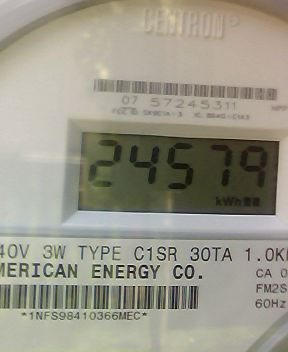 CENTRON®
07 57245311
24579
kWh
40V 3W TYPE C1SR 30TA 1.0K
MERICAN ENERGY CO.
CA 0
FM2S
60Hz
*1NFS98410366MEC*